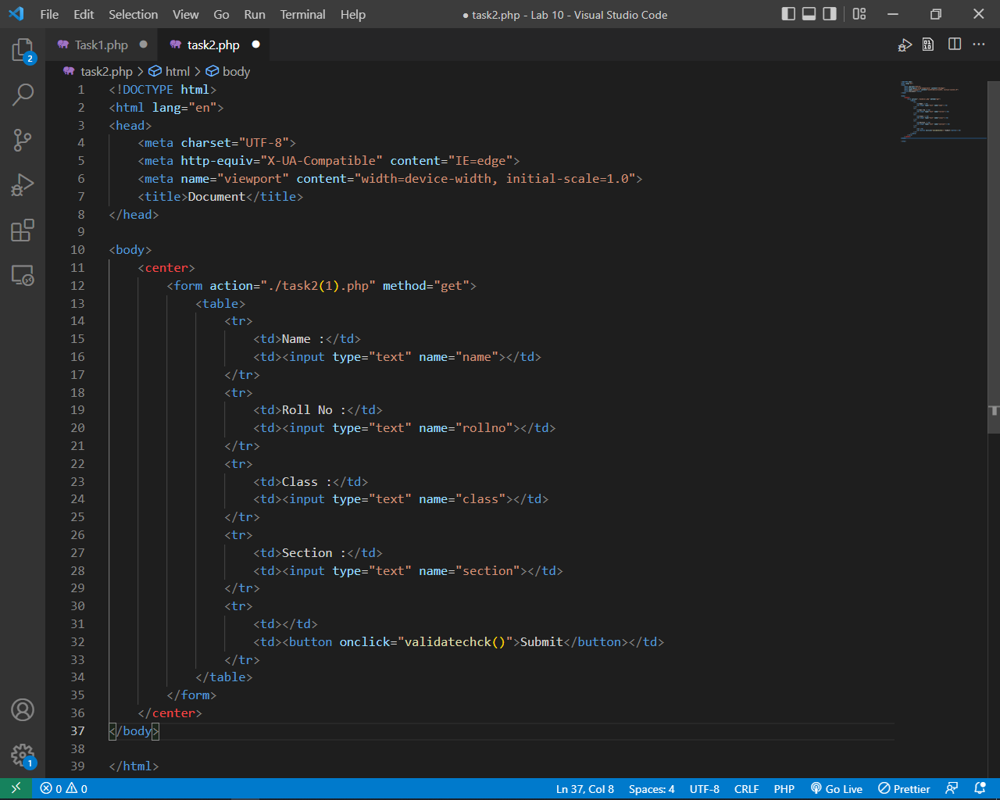 File Edit Selection View Go Run Terminal Help ● task2.php - Lab 10 - Visual Studio Code
Task1.php ● task2.php ●
task2.php > html > body
2
1 <!DOCTYPE html>
2 <html lang="en">
3 <head>
4 <meta charset="UTF-8">
5 <meta http-equiv="X-UA-Compatible" content="IE=edge">
6 <meta name="viewport" content="width=device-width, initial-scale=1.0">
7 <title>Document</title>
8 </head>
9
10 <body>
11 <center>
12 <form action="./task2(1).php" method="get">
13 <table>
14 <tr>
15 <td>Name :</td>
16 <td><input type="text" name="name"></td>
17 </tr>
18 <tr>
19 <td>Roll No :</td>
20 <td><input type="text" name="rollno"></td>
21 </tr>
22 <tr>
23 <td>Class :</td>
24 <td><input type="text" name="class"></td>
25 </tr>
26 <tr>
27 <td>Section :</td>
28 <td><input type="text" name="section"></td>
29 </tr>
30 <tr>
31 <td></td>
32 <td><button onclick="validatechck()">Submit</button></td>
33 </tr>
34 </table>
35 </form>
36 </center>
37 </body>
38
39 </html>
1
0 0 Ln 37, Col 8 Spaces: 4 UTF-8 CRLF PHP Go Live Prettier